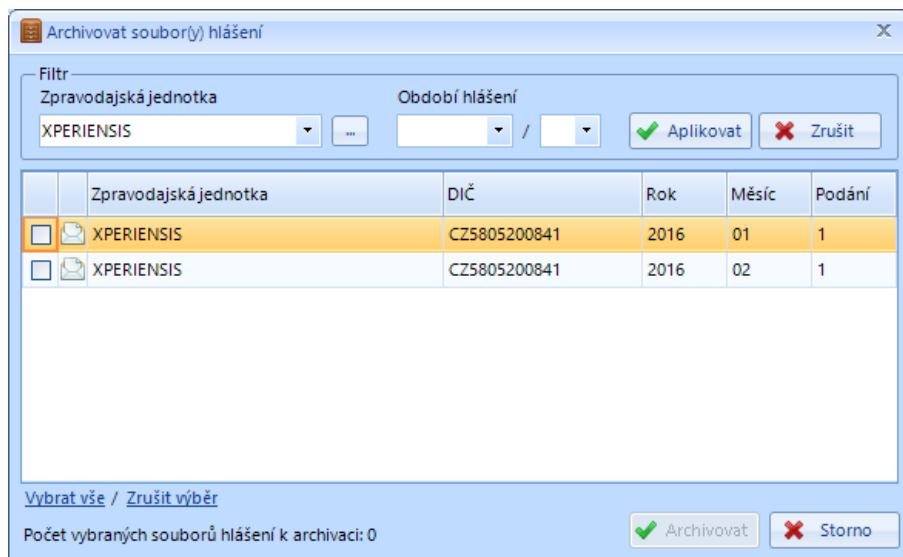 Archivovat soubor(y) hlášení
Filtr
Zpravodajská jednotka Období hlášení
XPERIENSIS ... / Aplikovat Zrušit
Zpravodajská jednotka DIČ Rok Měsíc Podání
XPERIENSIS CZ5805200841 2016 01 1
XPERIENSIS CZ5805200841 2016 02 1
Vybrat vše / Zrušit výběr
Počet vybraných souborů hlášení k archivaci: 0 Archivovat Storno